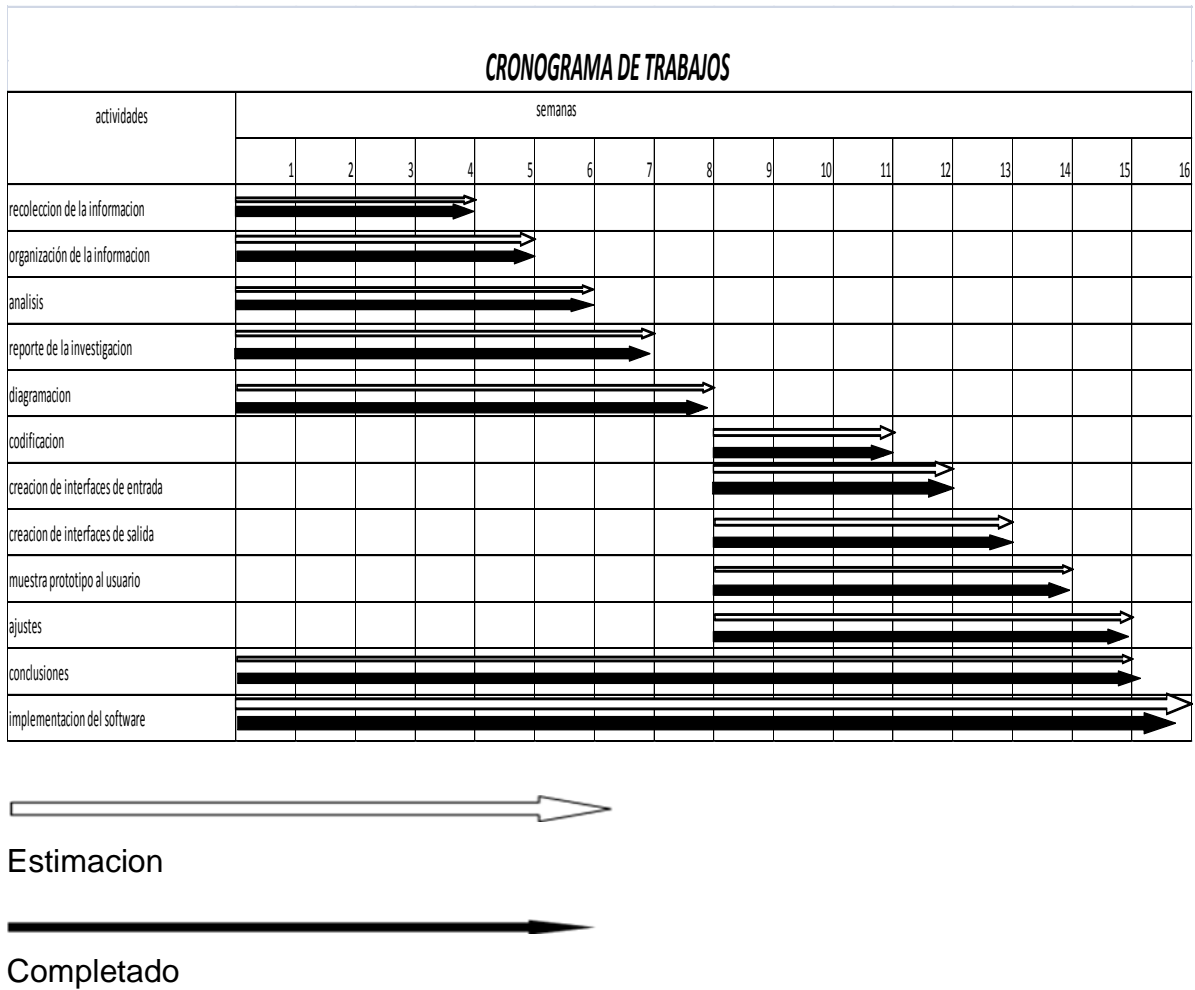 CRONOGRAMA DE TRABAJOS
actividades semanas
1 2 3 4 5 6 7 8 9 10 11 12 13 14 15 16
recoleccion de la informacion
organización de la informacion
analisis
reporte de la investigacion
diagramacion
codificacion
creacion de interfaces de entrada
creacion de interfaces de salida
muestra prototipo al usuario
ajustes
conclusiones
implementacion del software
Estimacion
Completado